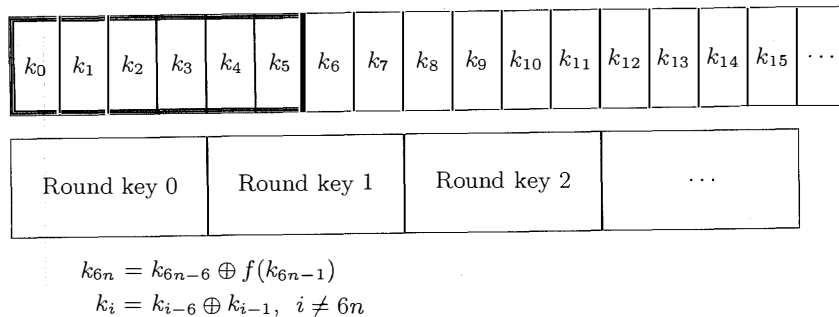 k₀ k₁ k₂ k₃ k₄ k₅ k₆ k₇ k₈ k₉ k₁₀ k₁₁ k₁₂ k₁₃ k₁₄ k₁₅ ⋯
Round key 0 Round key 1 Round key 2 ⋯
k₆ₙ = k₆ₙ₋₆ ⊕ f(k₆ₙ₋₁)
kᵢ = kᵢ₋₆ ⊕ kᵢ₋₁, i ≠ 6n